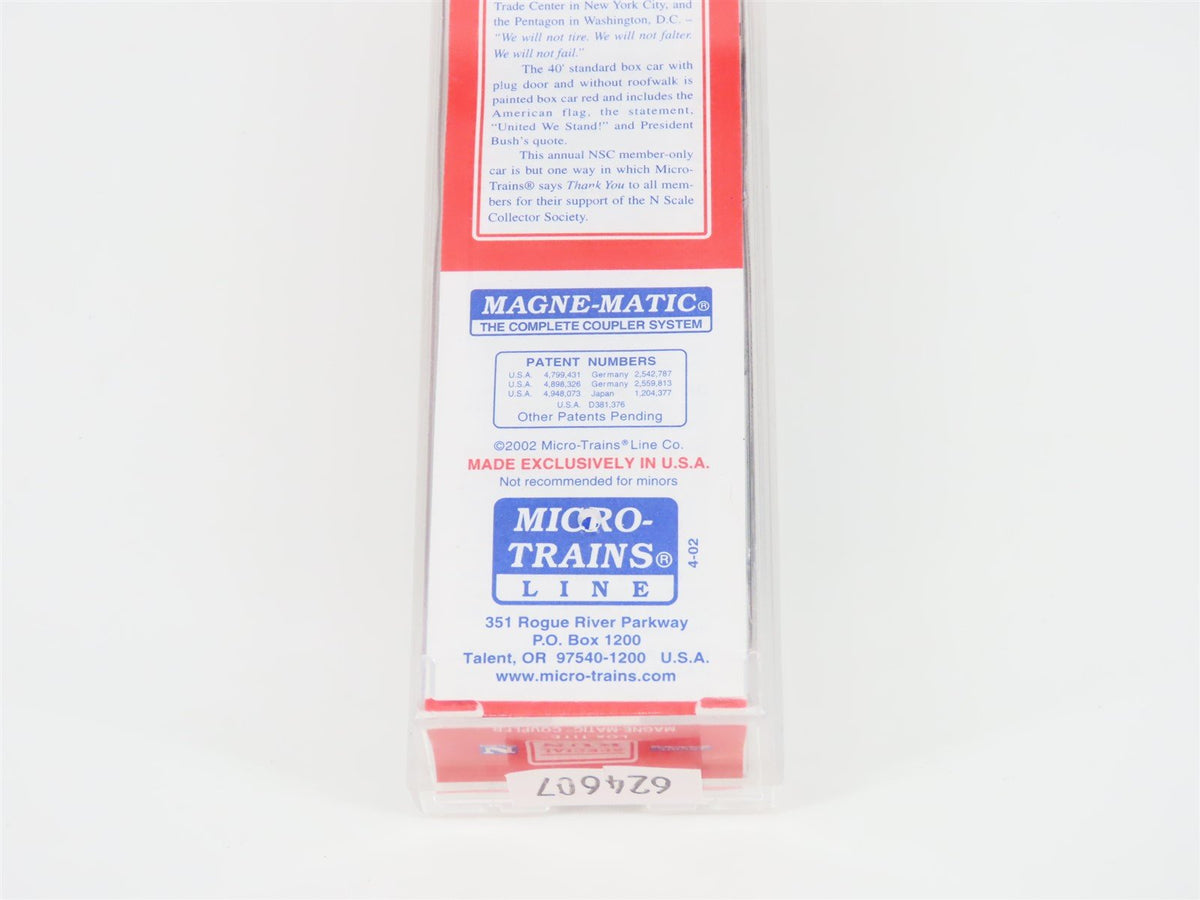 Trade Center in New York City, and
the Pentagon in Washington, D.C. –
"We will not tire. We will not falter.
We will not fail."
The 40' standard box car with
plug door and without roofwalk is
painted box car red and includes the
American flag, the statement,
"United We Stand!" and President
Bush's quote.
This annual NSC member-only
car is but one way in which Micro-
Trains® says Thank You to all mem-
bers for their support of the N Scale
Collector Society.
MAGNE-MATIC®
THE COMPLETE COUPLER SYSTEM
PATENT NUMBERS
U.S.A. 4,799,431 Germany 2,542,787
U.S.A. 4,898,326 Germany 2,559,813
U.S.A. 4,948,073 Japan 1,204,377
U.S.A. D381,376
Other Patents Pending
©2002 Micro-Trains® Line Co.
MADE EXCLUSIVELY IN U.S.A.
Not recommended for minors
MICRO-
TRAINS®
LINE
4-02
351 Rogue River Parkway
P.O. Box 1200
Talent, OR 97540-1200 U.S.A.
www.micro-trains.com
MAGNE-MATIC® COUPLER
LOX-TITE
SPECIAL
RUN
N
624607